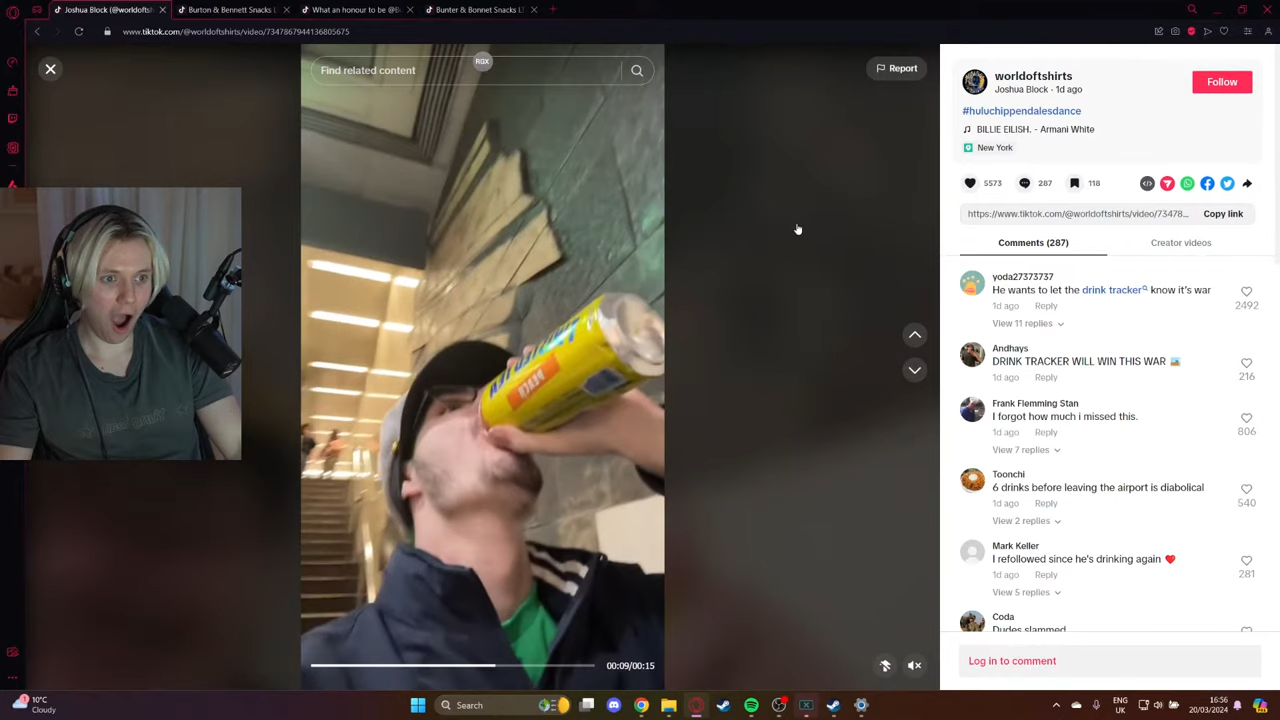 Joshua Block (@worldofsh
Burton & Bennett Snacks L
What an honour to be @B
Bunter & Bonnet Snacks LT
www.tiktok.com/@worldoftshirts/video/7347867944136805675
Find related content
RGX
Report
worldoftshirts
Joshua Block · 1d ago
Follow
#huluchippendalesdance
BILLIE EILISH. - Armani White
New York
5573
287
118
https://www.tiktok.com/@worldoftshirts/video/73478...
Copy link
Comments (287)
Creator videos
yoda27373737
He wants to let the drink tracker know it's war
1d ago Reply
2492
View 11 replies
Andhays
DRINK TRACKER WILL WIN THIS WAR
1d ago Reply
216
Frank Flemming Stan
I forgot how much i missed this.
1d ago Reply
806
View 7 replies
Toonchi
6 drinks before leaving the airport is diabolical
1d ago Reply
540
View 2 replies
Mark Keller
I refollowed since he's drinking again
1d ago Reply
281
View 5 replies
Coda
Dudes slammed
Log in to comment
00:09/00:15
10°C
Cloudy
Search
ENG
UK
16:56
20/03/2024